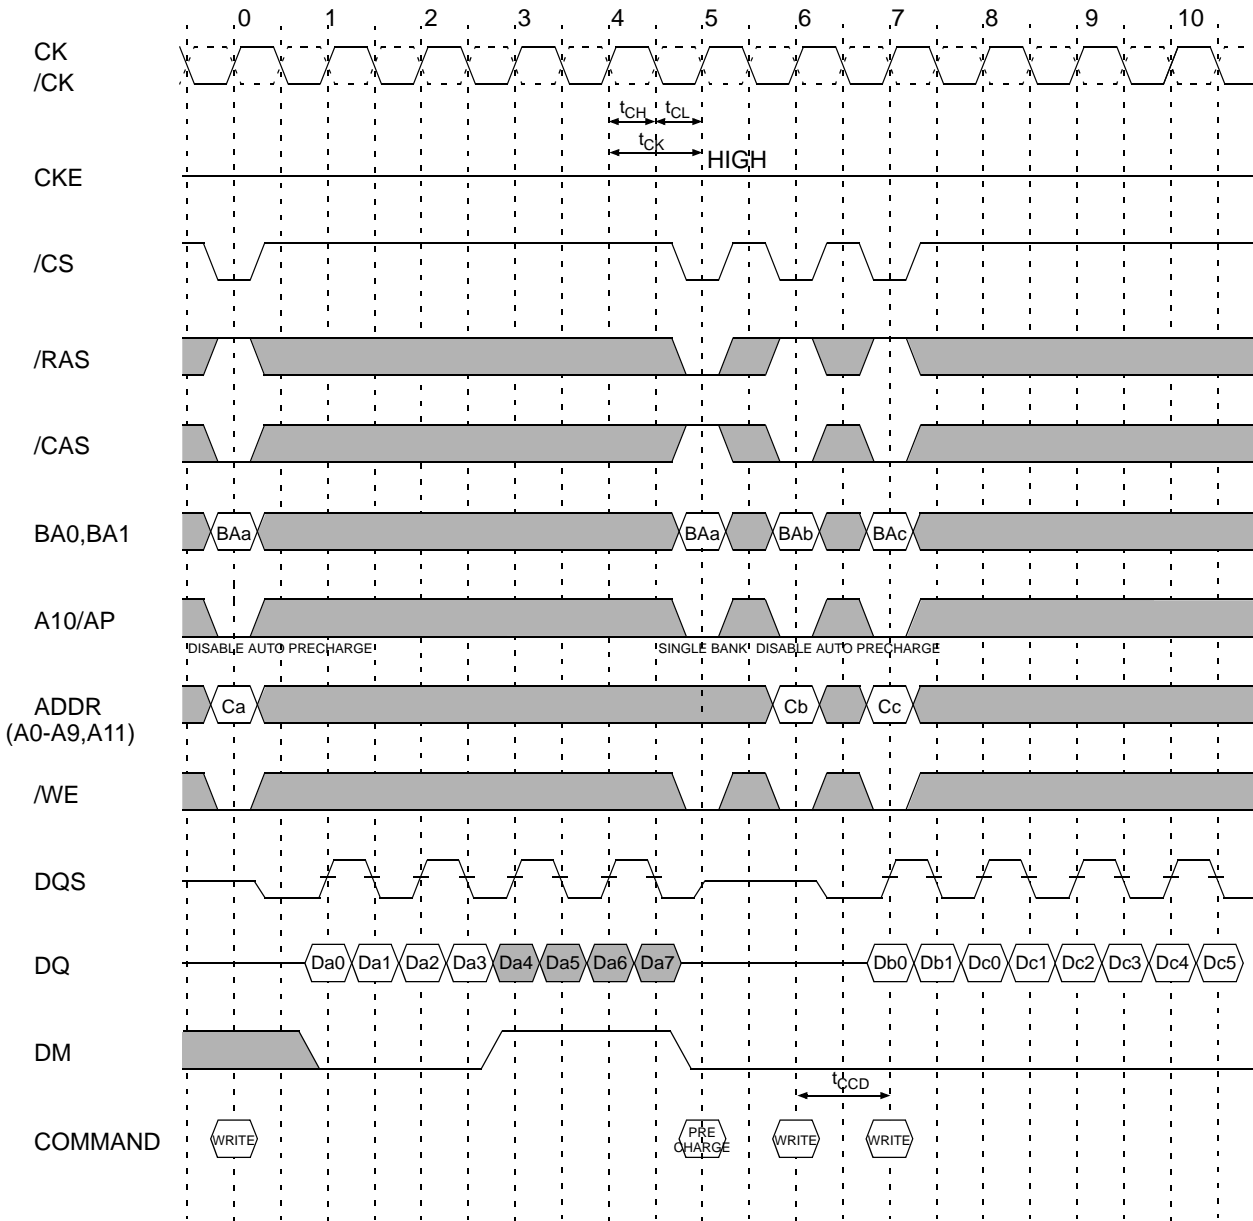 0 1 2 3 4 5 6 7 8 9 10
CK
/CK
tCH tCL
tCK
HIGH
CKE
/CS
/RAS
/CAS
BA0,BA1 BAa BAa BAb BAc
A10/AP
DISABLE AUTO PRECHARGE SINGLE BANK DISABLE AUTO PRECHARGE
ADDR Ca Cb Cc
(A0-A9,A11)
/WE
DQS
DQ Da0 Da1 Da2 Da3 Da4 Da5 Da6 Da7 Db0 Db1 Dc0 Dc1 Dc2 Dc3 Dc4 Dc5
DM
tCCD
COMMAND WRITE PRE CHARGE WRITE WRITE